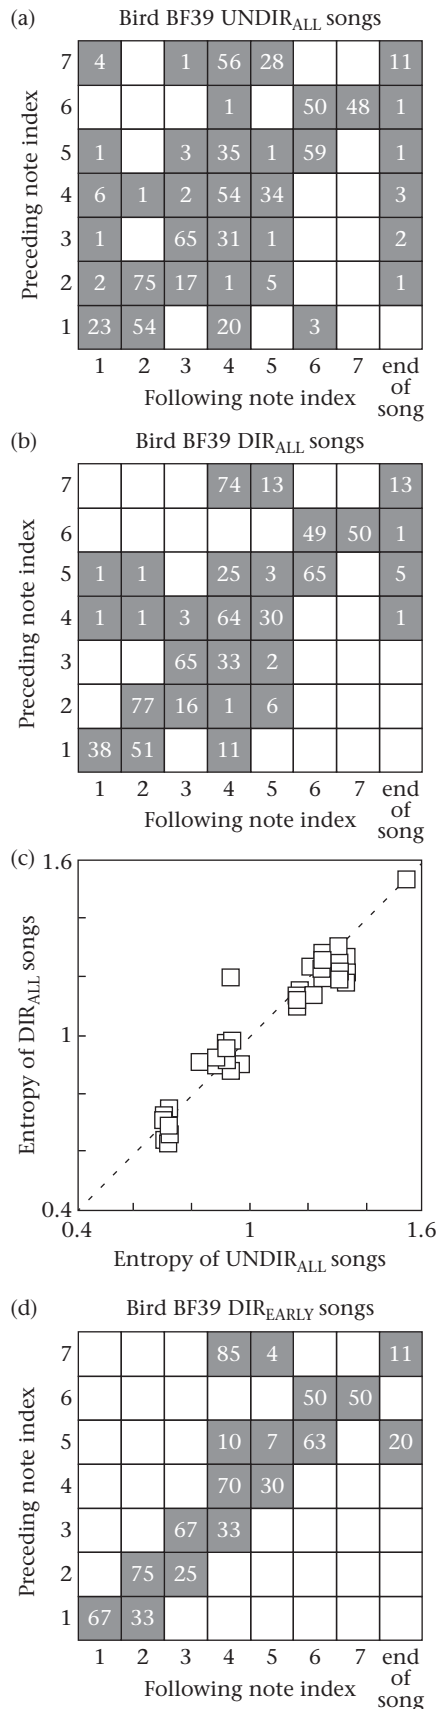 (a) Bird BF39 UNDIR_ALL songs
Preceding note index
7 4 1 56 28 11
6 1 50 48 1
5 1 3 35 1 59 1
4 6 1 2 54 34 3
3 1 65 31 1 2
2 2 75 17 1 5 1
1 23 54 20 3
1 2 3 4 5 6 7 end of song
Following note index
(b) Bird BF39 DIR_ALL songs
Preceding note index
7 74 13 13
6 49 50 1
5 1 1 25 3 65 5
4 1 1 3 64 30 1
3 65 33 2
2 77 16 1 6
1 38 51 11
1 2 3 4 5 6 7 end of song
Following note index
(c)
1.6
Entropy of DIR_ALL songs
1
0.4
0.4 1 1.6
Entropy of UNDIR_ALL songs
(d) Bird BF39 DIR_EARLY songs
Preceding note index
7 85 4 11
6 50 50
5 10 7 63 20
4 70 30
3 67 33
2 75 25
1 67 33
1 2 3 4 5 6 7 end of song
Following note index